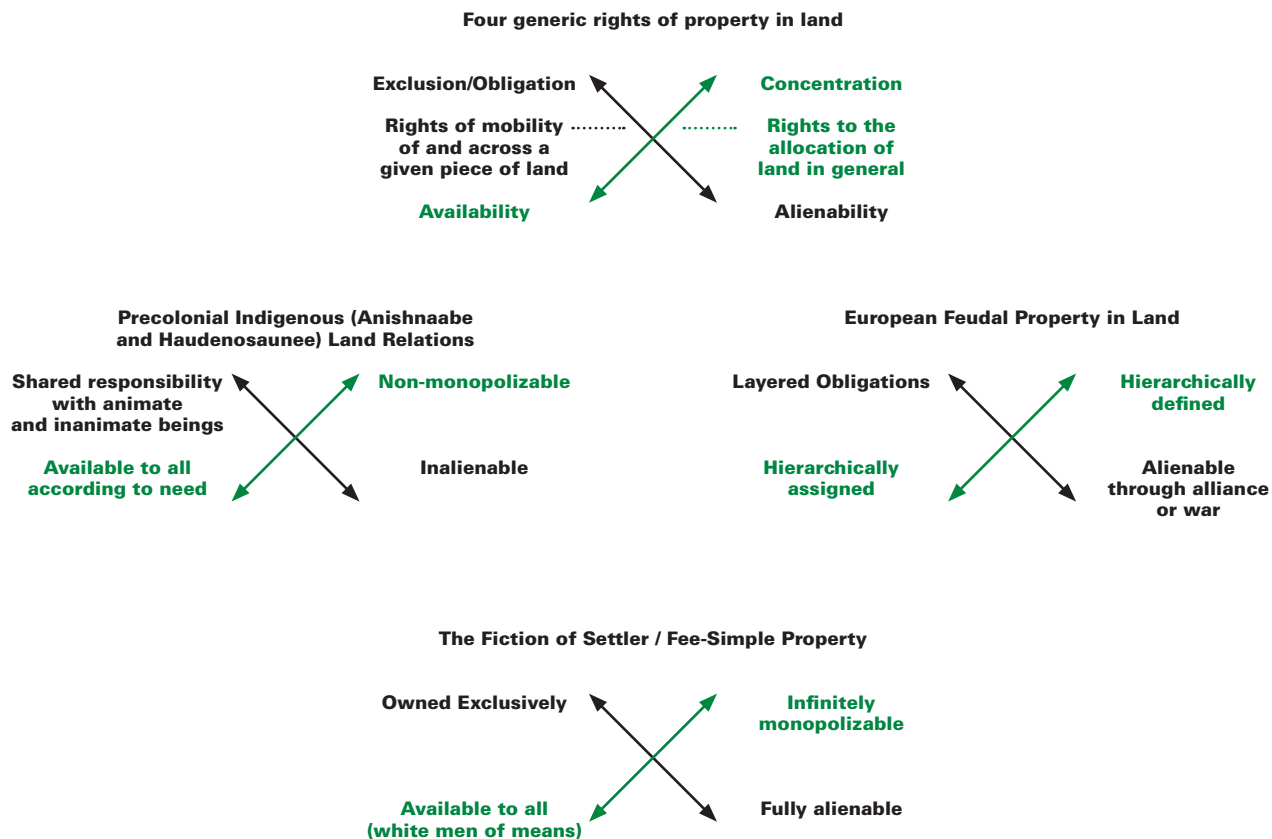 Four generic rights of property in land
Exclusion/Obligation
Concentration
Rights of mobility
of and across a
given piece of land
Rights to the
allocation of
land in general
Availability
Alienability
Precolonial Indigenous (Anishnaabe
and Haudenosaunee) Land Relations
Shared responsibility
with animate
and inanimate beings
Non-monopolizable
Available to all
according to need
Inalienable
European Feudal Property in Land
Layered Obligations
Hierarchically
defined
Hierarchically
assigned
Alienable
through alliance
or war
The Fiction of Settler / Fee-Simple Property
Owned Exclusively
Infinitely
monopolizable
Available to all
(white men of means)
Fully alienable